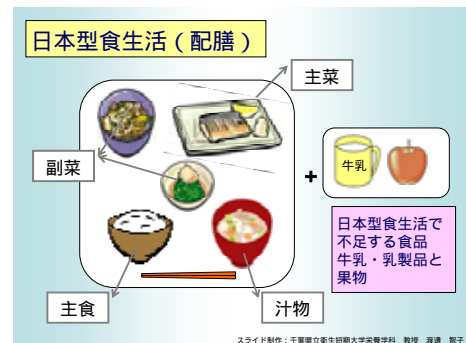 日本型食生活(配膳)
主菜
副菜
牛乳
+
日本型食生活で
不足する食品
牛乳・乳製品と
果物
主食
汁物
スライド制作:千葉県立衛生短期大学栄養学科 教授 渡邊 智子